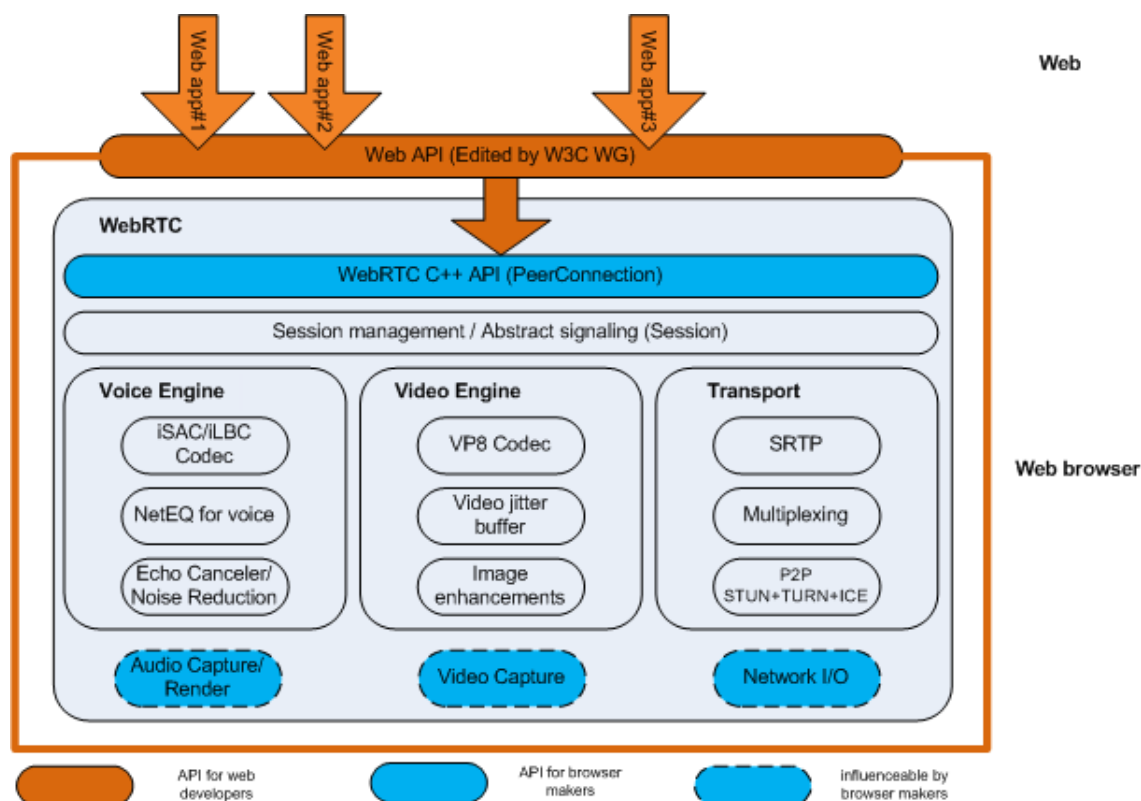 Web app#1
Web app#2
Web app#3
Web
Web API (Edited by W3C WG)
WebRTC
WebRTC C++ API (PeerConnection)
Session management / Abstract signaling (Session)
Voice Engine
iSAC/iLBC
Codec
NetEQ for voice
Echo Canceler/
Noise Reduction
Video Engine
VP8 Codec
Video jitter
buffer
Image
enhancements
Transport
SRTP
Multiplexing
P2P
STUN+TURN+ICE
Web browser
Audio Capture/
Render
Video Capture
Network I/O
API for web
developers
API for browser
makers
influenceable by
browser makers